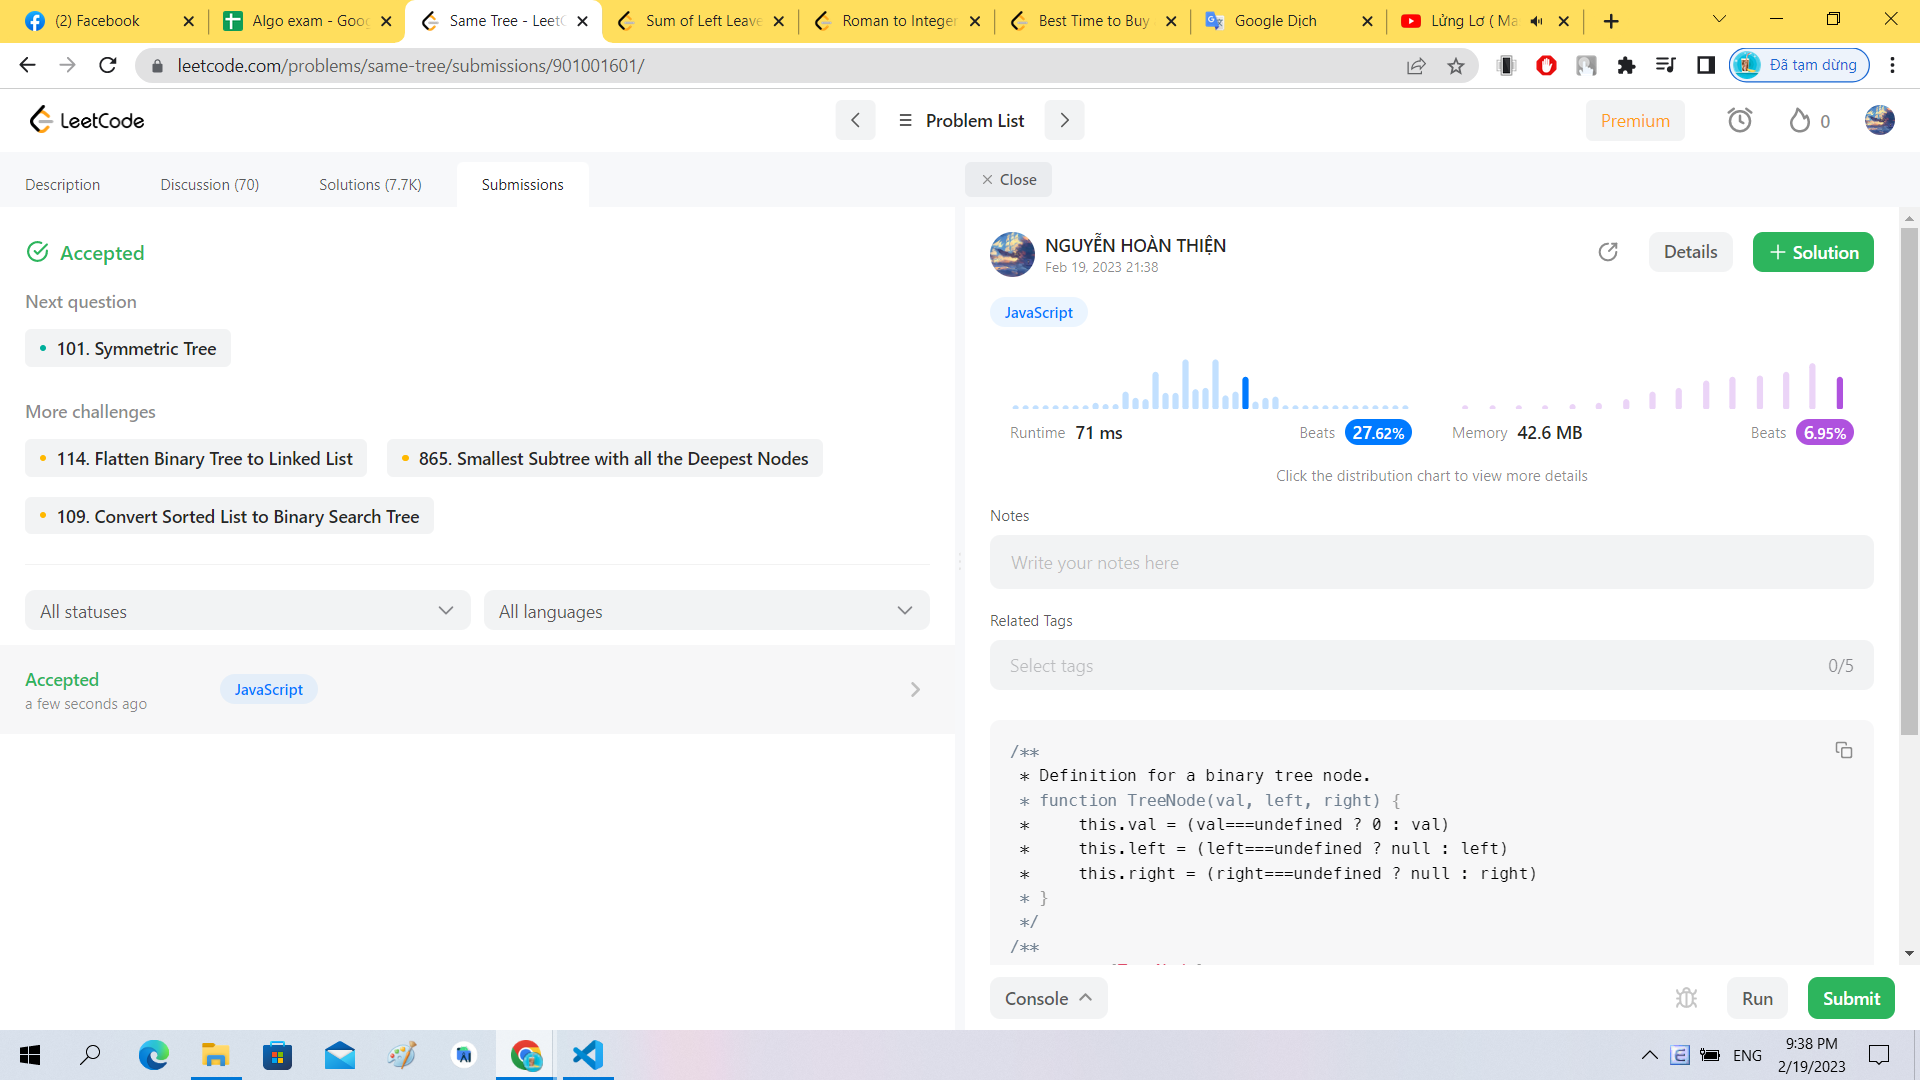 (2) Facebook
Algo exam - Goo
Same Tree - LeetC
Sum of Left Leave
Roman to Integer
Best Time to Buy
Google Dịch
Lửng Lơ ( Ma
leetcode.com/problems/same-tree/submissions/901001601/
Đã tạm dừng
LeetCode
Problem List
Premium
0
Description
Discussion (70)
Solutions (7.7K)
Submissions
Close
Accepted
Next question
101. Symmetric Tree
More challenges
114. Flatten Binary Tree to Linked List
865. Smallest Subtree with all the Deepest Nodes
109. Convert Sorted List to Binary Search Tree
All statuses
All languages
Accepted
a few seconds ago
JavaScript
NGUYỄN HOÀN THIỆN
Feb 19, 2023 21:38
Details
Solution
JavaScript
Runtime 71 ms
Beats 27.62%
Memory 42.6 MB
Beats 6.95%
Click the distribution chart to view more details
Notes
Write your notes here
Related Tags
Select tags
0/5
/**
* Definition for a binary tree node.
* function TreeNode(val, left, right) {
*     this.val = (val===undefined ? 0 : val)
*     this.left = (left===undefined ? null : left)
*     this.right = (right===undefined ? null : right)
* }
*/
/**
Console
Run
Submit
ENG
9:38 PM
2/19/2023